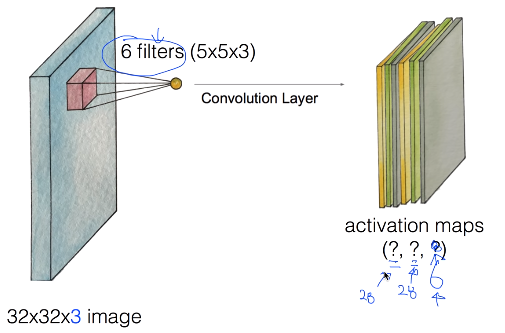 6 filters (5x5x3)
Convolution Layer
activation maps
(?, ?, ?)
28 28 6
32x32x3 image